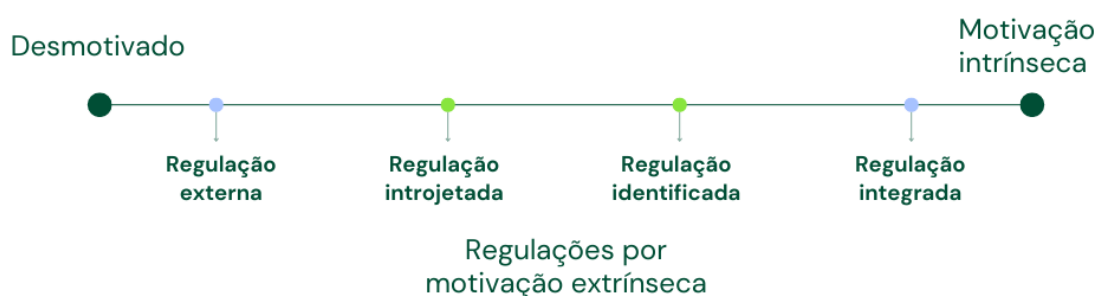 Desmotivado
Motivação
intrínseca
Regulação
externa
Regulação
introjetada
Regulação
identificada
Regulação
integrada
Regulações por
motivação extrínseca